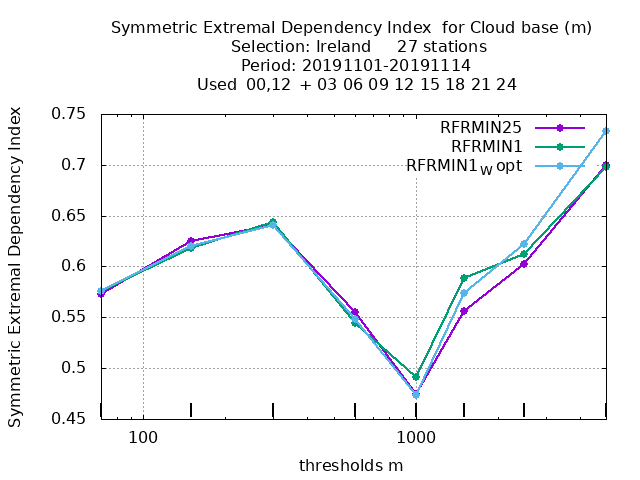 Symmetric Extremal Dependency Index  for Cloud base (m)
Selection: Ireland     27 stations
Period: 20191101-20191114
Used  00,12  + 03 06 09 12 15 18 21 24
Symmetric Extremal Dependency Index
0.75
0.7
0.65
0.6
0.55
0.5
0.45
RFRMIN25
RFRMIN1
RFRMIN1W opt
100
1000
thresholds m